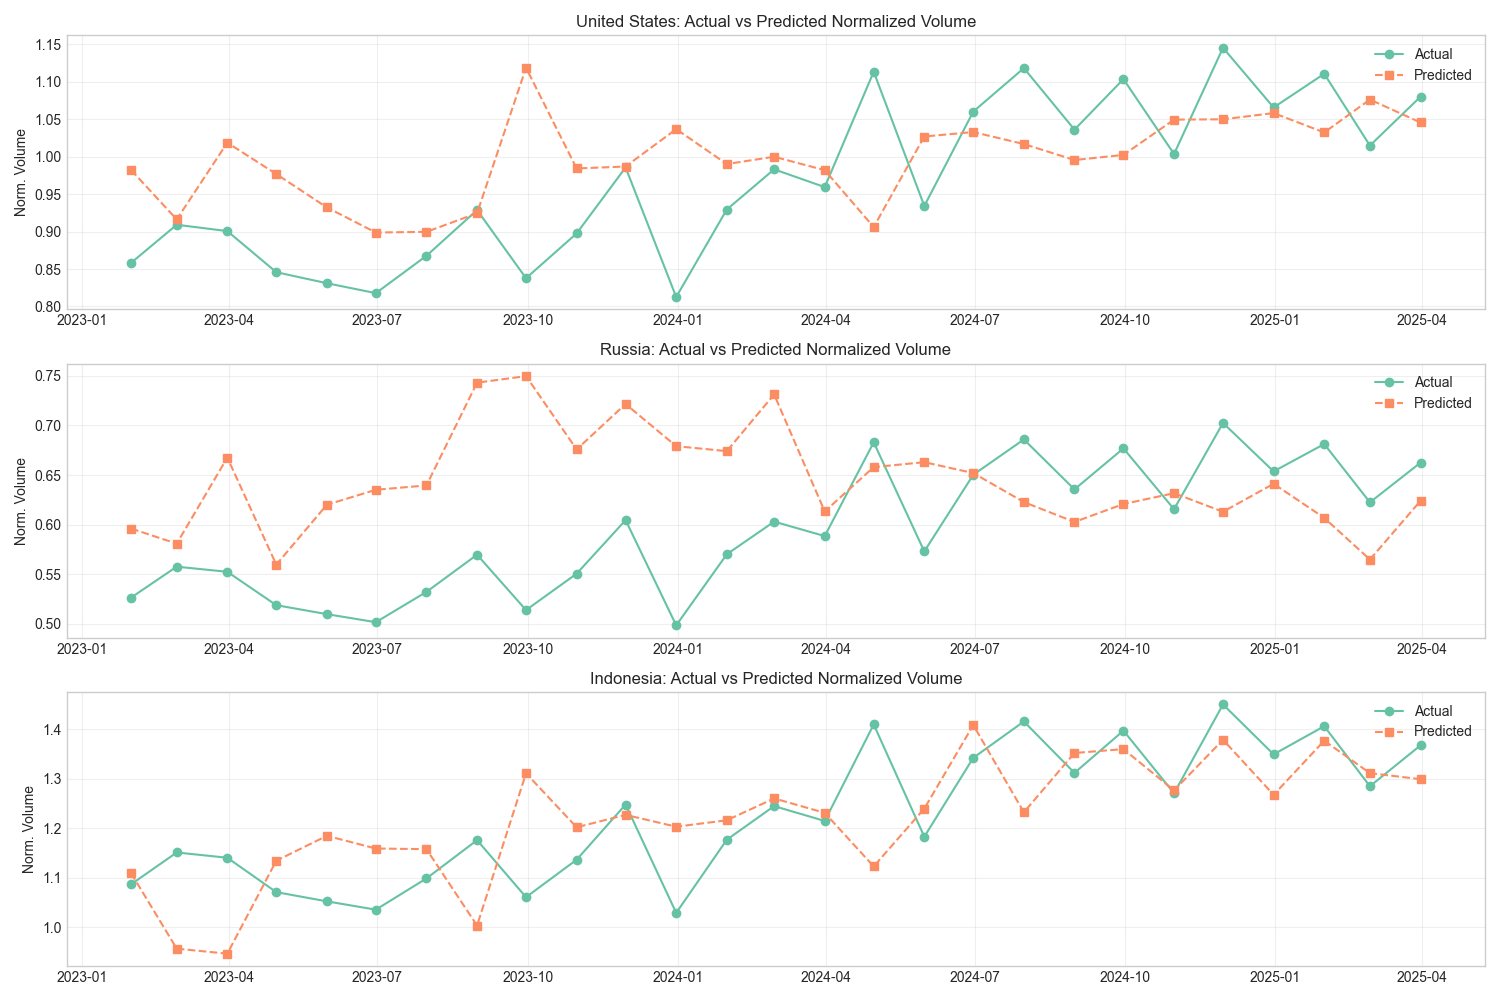 United States: Actual vs Predicted Normalized Volume
Norm. Volume
1.15
1.10
1.05
1.00
0.95
0.90
0.85
0.80
Actual
Predicted
2023-01 2023-04 2023-07 2023-10 2024-01 2024-04 2024-07 2024-10 2025-01 2025-04
Russia: Actual vs Predicted Normalized Volume
Norm. Volume
0.75
0.70
0.65
0.60
0.55
0.50
Actual
Predicted
2023-01 2023-04 2023-07 2023-10 2024-01 2024-04 2024-07 2024-10 2025-01 2025-04
Indonesia: Actual vs Predicted Normalized Volume
Norm. Volume
1.4
1.3
1.2
1.1
1.0
Actual
Predicted
2023-01 2023-04 2023-07 2023-10 2024-01 2024-04 2024-07 2024-10 2025-01 2025-04